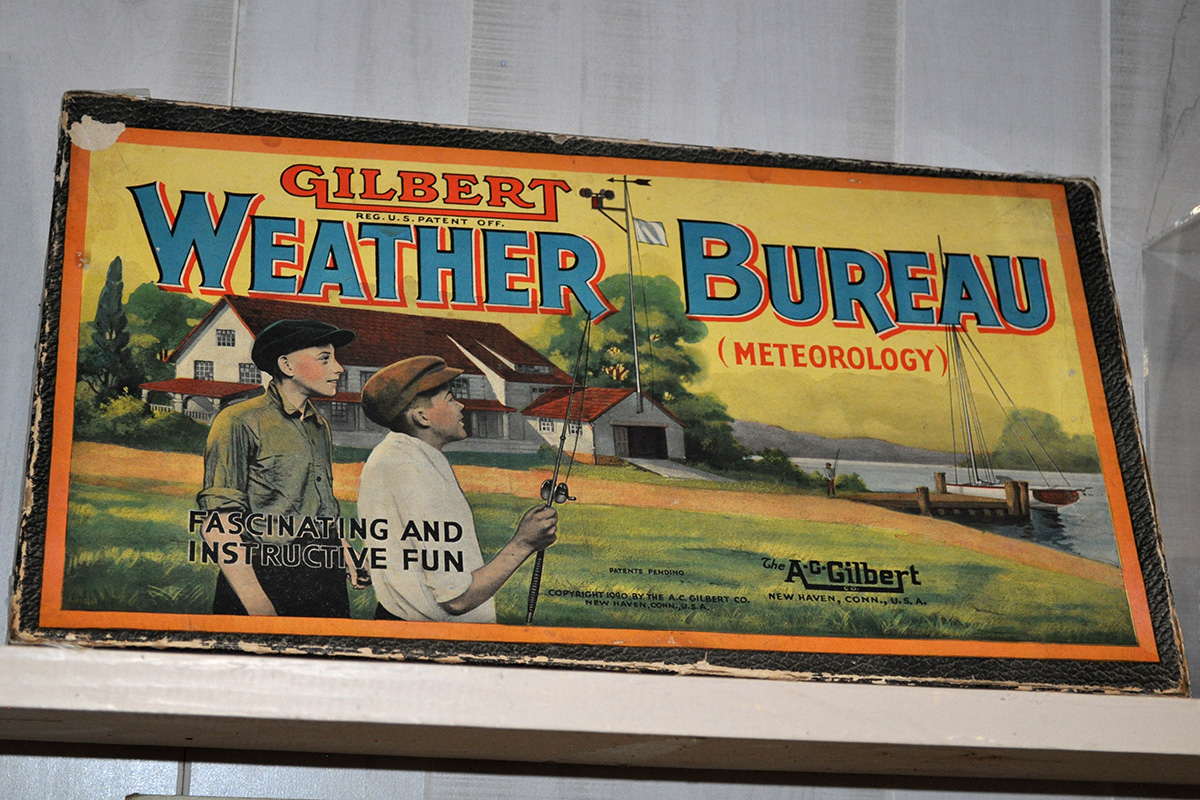 GILBERT
REG. U.S. PATENT OFF.
WEATHER BUREAU
(METEOROLOGY)
FASCINATING AND
INSTRUCTIVE FUN
PATENTS PENDING
COPYRIGHT 1920 BY THE A.C. GILBERT CO.
NEW HAVEN, CONN., U.S.A.
The A·C·Gilbert
CO.
NEW HAVEN, CONN., U.S.A.